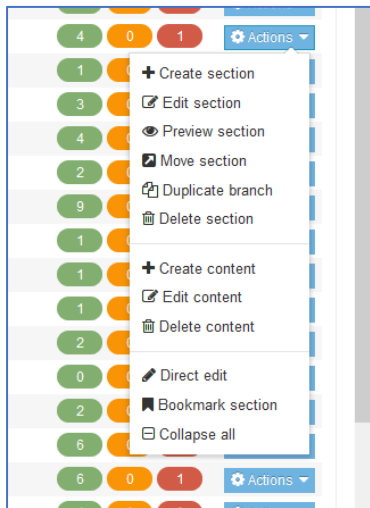 4 0 1 Actions
1 Create section
3 Edit section
4 Preview section
2 Move section
9 Duplicate branch
1 Delete section
1 Create content
1 Edit content
2 Delete content
0 Direct edit
2 Bookmark section
6 Collapse all
6 0 1 Actions